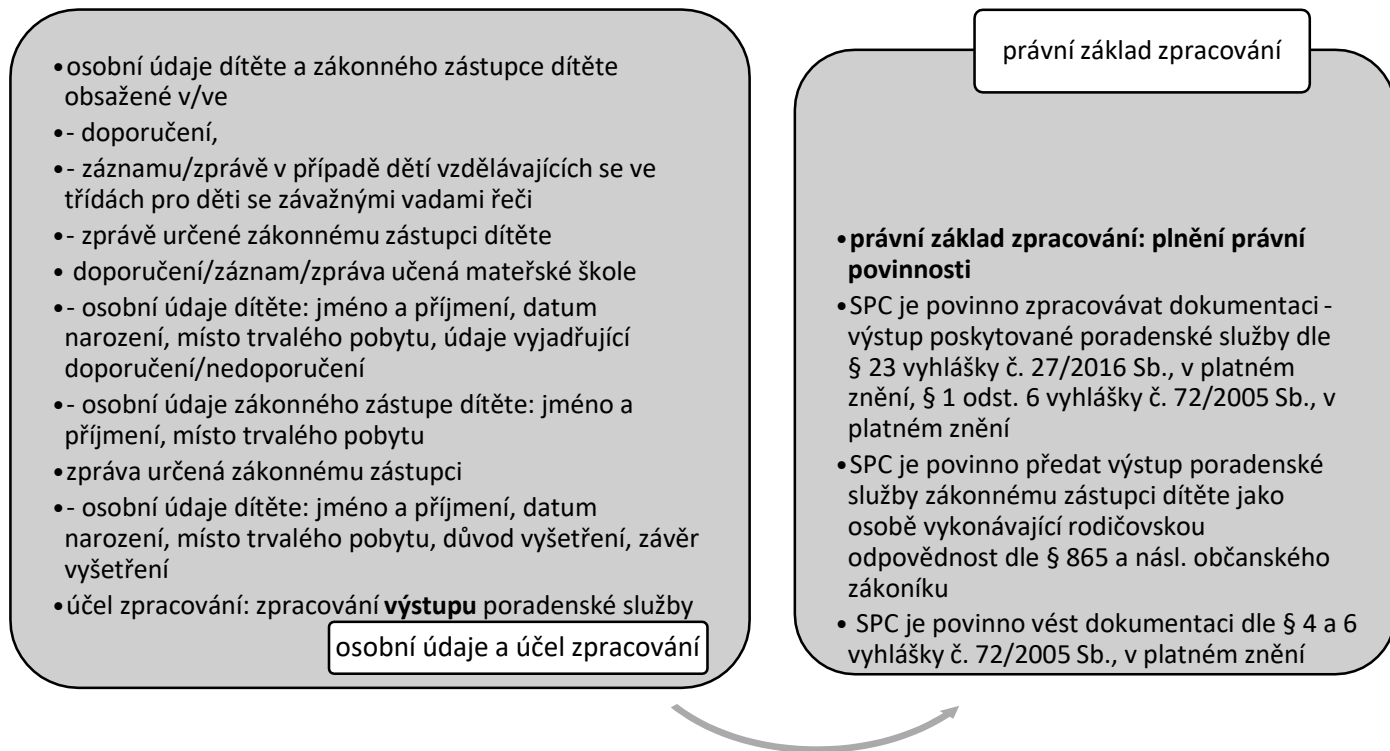 •osobní údaje dítěte a zákonného zástupce dítěte
obsažené v/ve
•- doporučení,
•- záznamu/zprávě v případě dětí vzdělávajících se ve
třídách pro děti se závažnými vadami řeči
•- zprávě určené zákonnému zástupci dítěte
• doporučení/záznam/zpráva učená mateřské škole
•- osobní údaje dítěte: jméno a příjmení, datum
narození, místo trvalého pobytu, údaje vyjadřující
doporučení/nedoporučení
•- osobní údaje zákonného zástupe dítěte: jméno a
příjmení, místo trvalého pobytu
•zpráva určená zákonnému zástupci
•- osobní údaje dítěte: jméno a příjmení, datum
narození, místo trvalého pobytu, důvod vyšetření, závěr
vyšetření
•účel zpracování: zpracování výstupu poradenské služby
osobní údaje a účel zpracování
právní základ zpracování
•právní základ zpracování: plnění právní
povinnosti
•SPC je povinno zpracovávat dokumentaci -
výstup poskytované poradenské služby dle
§ 23 vyhlášky č. 27/2016 Sb., v platném
znění, § 1 odst. 6 vyhlášky č. 72/2005 Sb., v
platném znění
•SPC je povinno předat výstup poradenské
služby zákonnému zástupci dítěte jako
osobě vykonávající rodičovskou
odpovědnost dle § 865 a násl. občanského
zákoníku
• SPC je povinno vést dokumentaci dle § 4 a 6
vyhlášky č. 72/2005 Sb., v platném znění